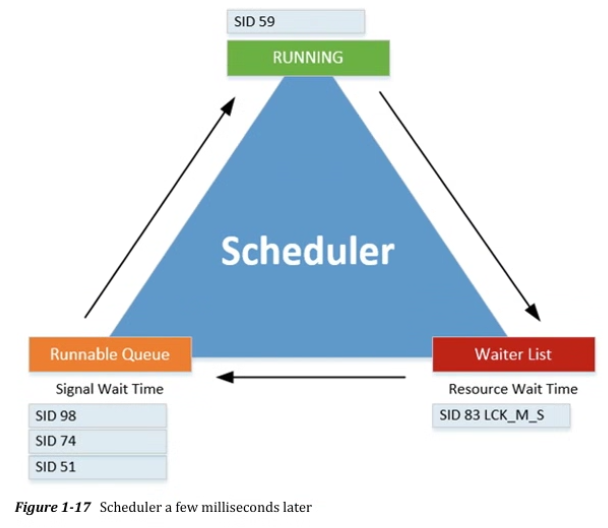 SID 59
RUNNING
Scheduler
Runnable Queue
Waiter List
Signal Wait Time
Resource Wait Time
SID 98
SID 83 LCK_M_S
SID 74
SID 51
Figure 1-17 Scheduler a few milliseconds later